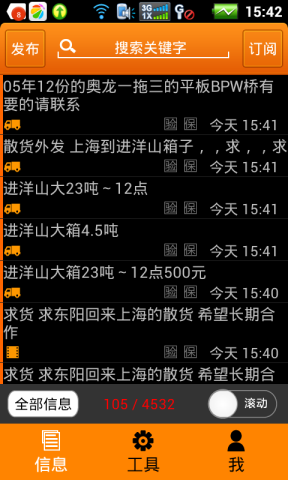 8
3G
1X
G
15:42
发布
搜索关键字
订阅
05年12份的奥龙一拖三的平板BPW桥有
要的请联系
验 保 今天 15:41
散货外发 上海到进洋山箱子，，求，，求
验 保 今天 15:41
进洋山大23吨～12点
验 保 今天 15:41
进洋山大箱4.5吨
验 保 今天 15:41
进洋山大箱23吨～12点500元
验 保 今天 15:40
求货 求东阳回来上海的散货 希望长期合
作
验 保 今天 15:40
求货 求东阳回来上海的散货 希望长期合
全部信息
105 / 4532
滚动
信息
工具
我